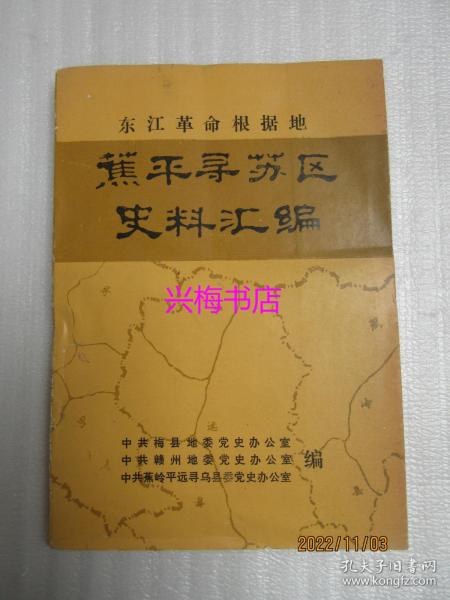 东江革命根据地
蕉平寻苏区
史料汇编
兴梅书店
中共梅县地委党史办公室
中共赣州地委党史办公室
中共蕉岭平远寻乌县委党史办公室
编
2022/11/03
孔夫子旧书网
www.kongfz.com